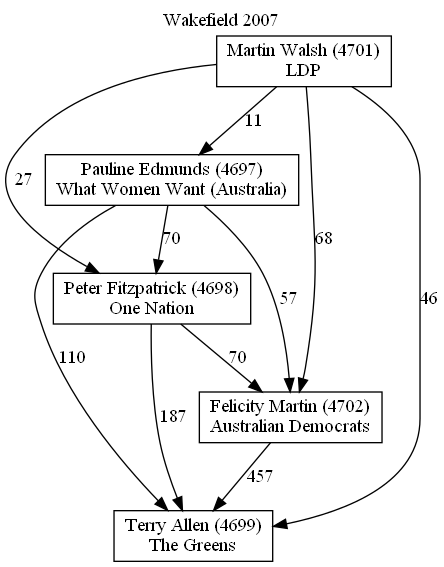 Wakefield 2007
Martin Walsh (4701)
LDP
11
Pauline Edmunds (4697)
What Women Want (Australia)
27
70
68
Peter Fitzpatrick (4698)
One Nation
57
46
110
70
187
Felicity Martin (4702)
Australian Democrats
457
Terry Allen (4699)
The Greens